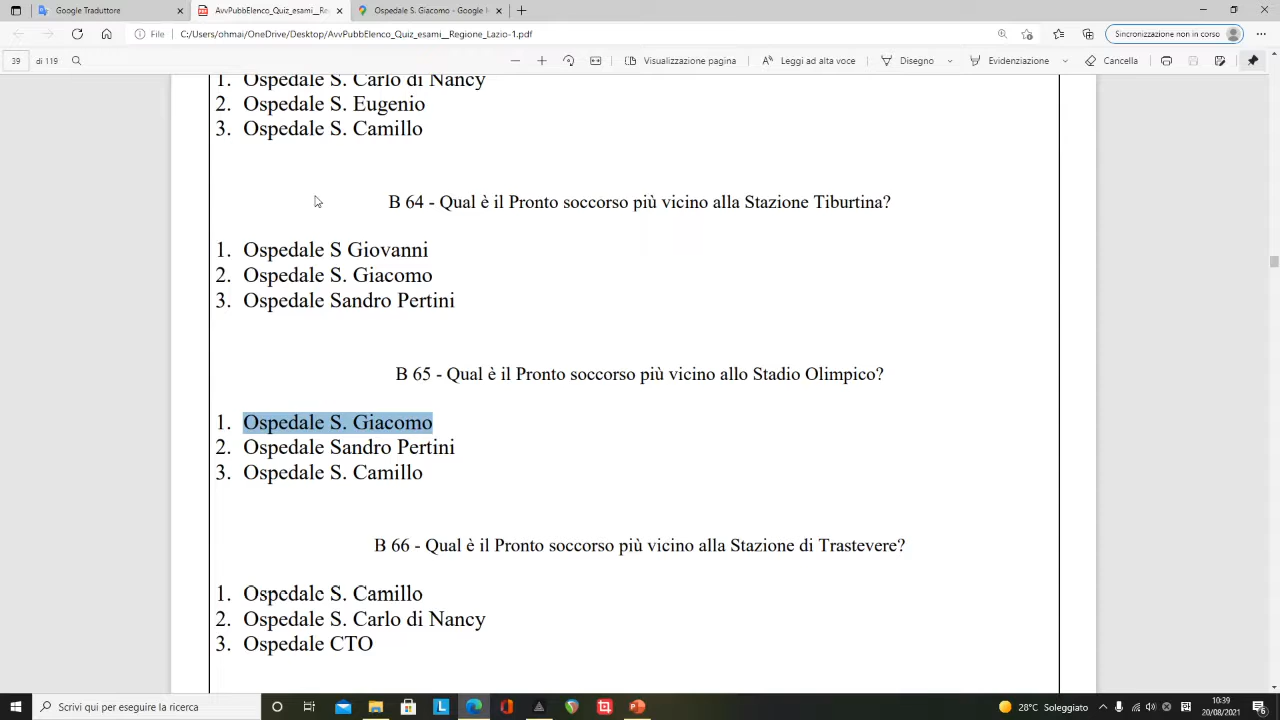 Google Traduttore
AvvPubbElenco_Quiz_esami__Regio
Ospedale S. Giacomo - Google
File
C:/Users/ohmai/OneDrive/Desktop/AvvPubbElenco_Quiz_esami__Regione_Lazio-1.pdf
Sincronizzazione non in corso
39 di 119
Visualizzazione pagina
Leggi ad alta voce
Disegno
Evidenziazione
Cancella
1. Ospedale S. Carlo di Nancy
2. Ospedale S. Eugenio
3. Ospedale S. Camillo
B 64 - Qual è il Pronto soccorso più vicino alla Stazione Tiburtina?
1. Ospedale S Giovanni
2. Ospedale S. Giacomo
3. Ospedale Sandro Pertini
B 65 - Qual è il Pronto soccorso più vicino allo Stadio Olimpico?
1. Ospedale S. Giacomo
2. Ospedale Sandro Pertini
3. Ospedale S. Camillo
B 66 - Qual è il Pronto soccorso più vicino alla Stazione di Trastevere?
1. Ospedale S. Camillo
2. Ospedale S. Carlo di Nancy
3. Ospedale CTO
Scrivi qui per eseguire la ricerca
28°C Soleggiato
10:39
20/08/2021